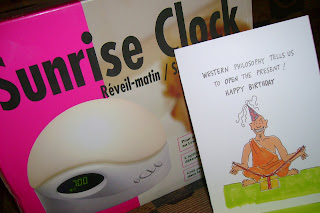 Sunrise Clock
Réveil-matin / S
7:00
WESTERN PHILOSOPHY TELLS US
TO OPEN THE PRESENT!
HAPPY BIRTHDAY